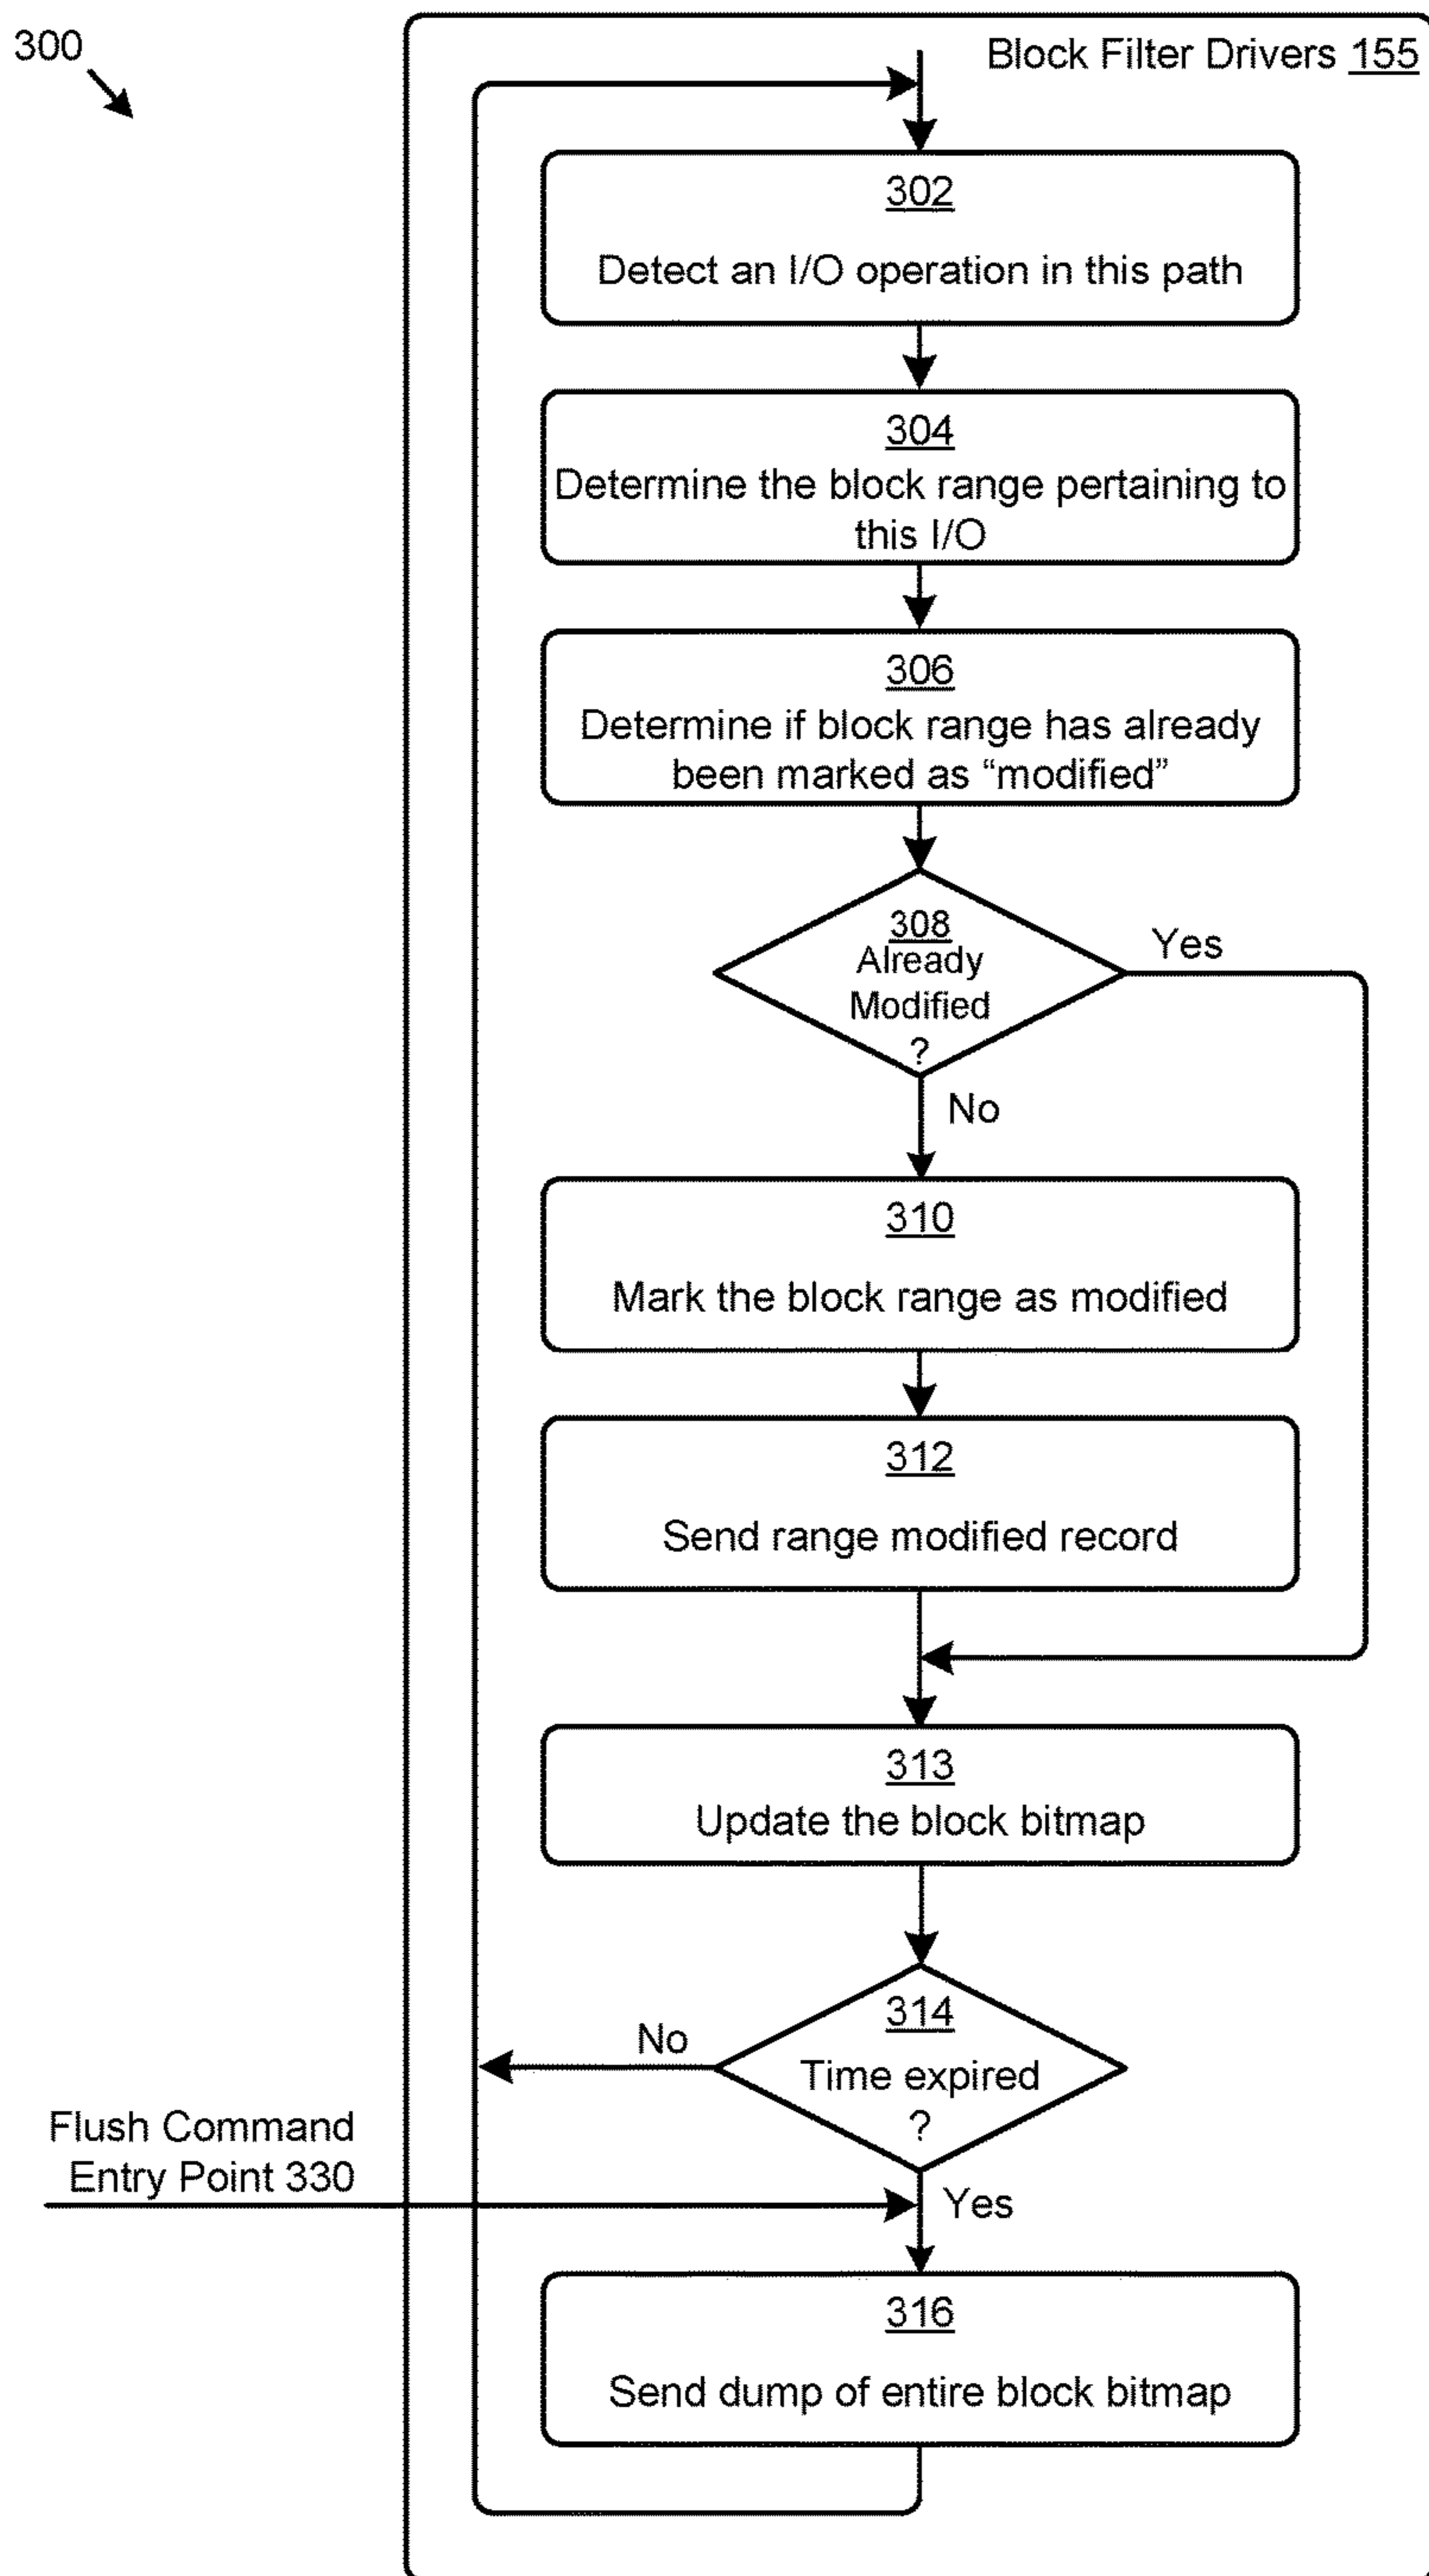 300
Block Filter Drivers 155
302
Detect an I/O operation in this path
304
Determine the block range pertaining to
this I/O
306
Determine if block range has already
been marked as “modified”
308
Already
Modified
?
Yes
No
310
Mark the block range as modified
312
Send range modified record
313
Update the block bitmap
314
Time expired
?
No
Flush Command
Entry Point 330
Yes
316
Send dump of entire block bitmap